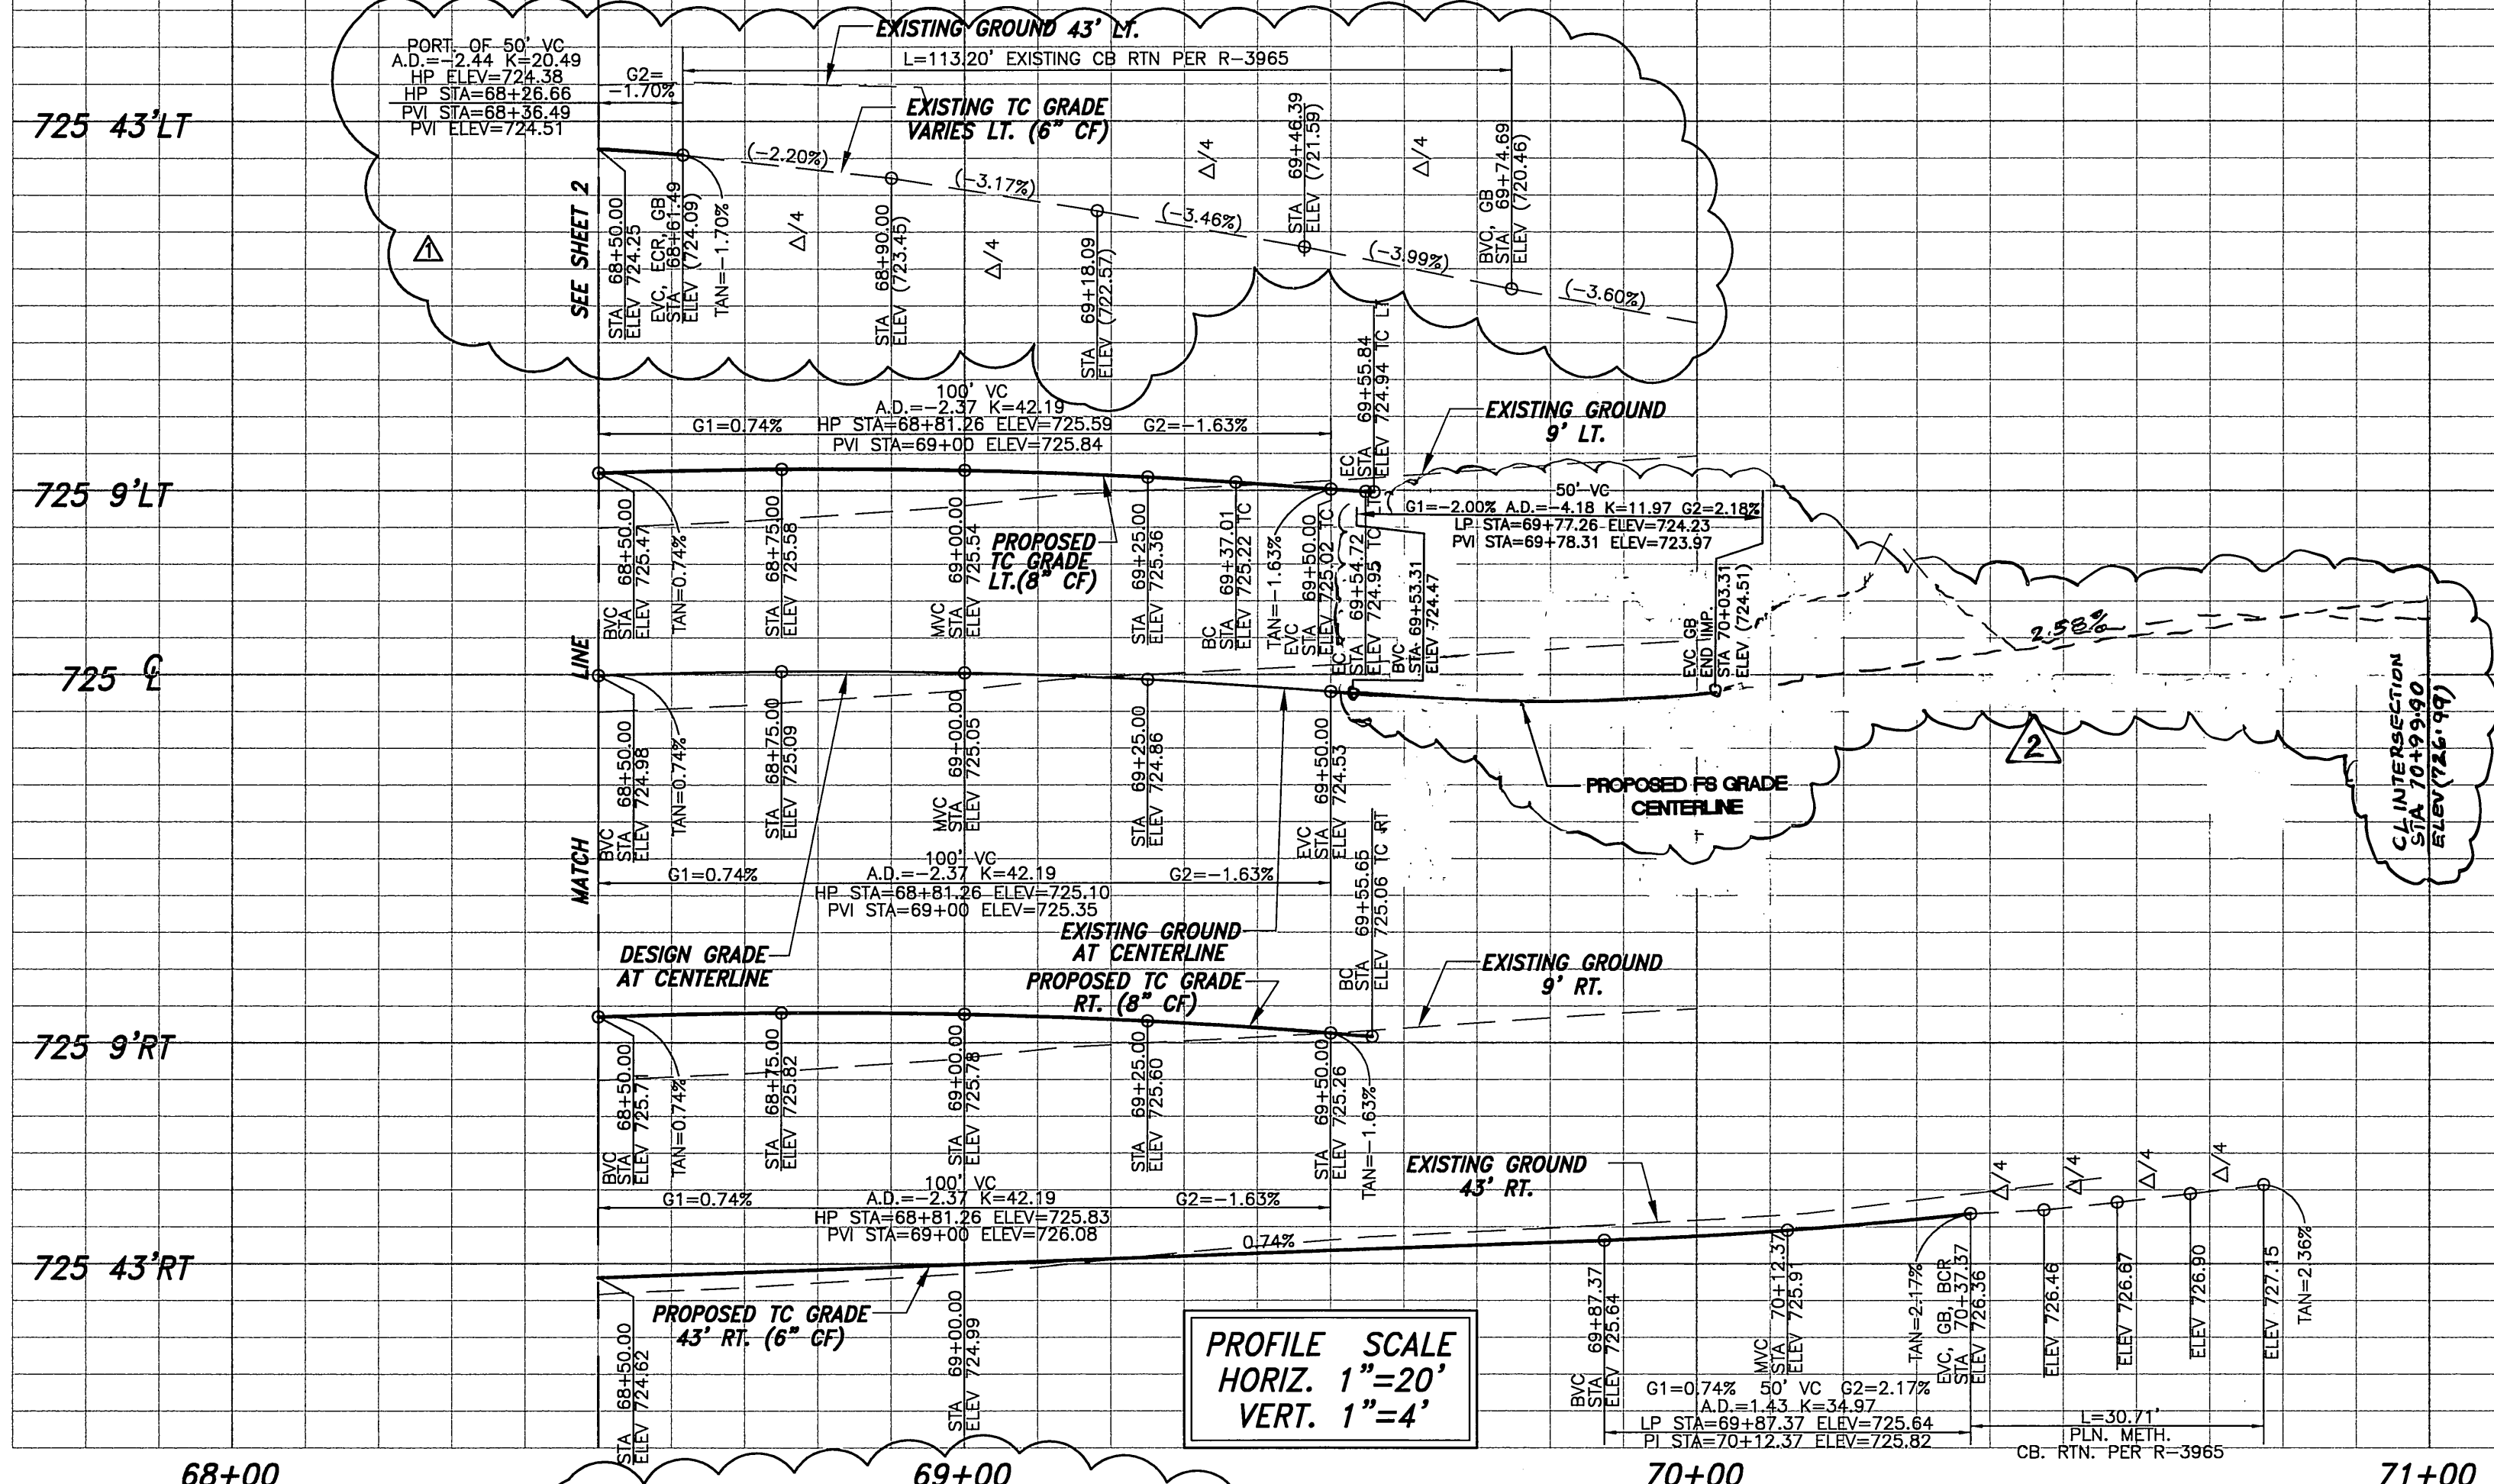 EXISTING GROUND 43' LT.
L=113.20' EXISTING CB RTN PER R-3965
PORT. OF 50' VC
A.D.=-2.44 K=20.49
HP ELEV=724.38
HP STA=68+26.66
PVI STA=68+36.49
PVI ELEV=724.51
G2=
-1.70%
EXISTING TC GRADE
VARIES LT. (6" CF)
725 43'LT
(-2.20%)
(-3.17%)
(-3.46%)
(-3.99%)
(-3.60%)
Δ/4
Δ/4
Δ/4
Δ/4
1
SEE SHEET 2
STA 68+50.00
ELEV 724.25
EVC, ECR, GB
STA 68+61.49
ELEV (724.09)
TAN=-1.70%
STA 68+90.00
ELEV (723.45)
STA 69+18.09
ELEV (722.57)
STA 69+46.39
ELEV (721.59)
BVC, GB
STA 69+74.69
ELEV (720.46)
100' VC
A.D.=-2.37 K=42.19
G1=0.74% HP STA=68+81.26 ELEV=725.59 G2=-1.63%
PVI STA=69+00 ELEV=725.84
EXISTING GROUND
9' LT.
725 9'LT
BVC
STA 68+50.00
ELEV 725.47
TAN=0.74%
STA 68+75.00
ELEV 725.58
MVC
STA 69+00.00
ELEV 725.54
PROPOSED
TC GRADE
LT.(8" CF)
STA 69+25.00
ELEV 725.36
BC
STA 69+37.01
ELEV 725.22 TC
TAN=-1.63%
EVC
STA 69+50.00
ELEV 725.02 TC
EC
STA 69+54.72
ELEV 724.95 TC LT
EC
STA 69+55.84
ELEV 724.94 TC LT
BVC
STA 69+53.31
ELEV 724.47
50' VC
G1=-2.00% A.D.=-4.18 K=11.97 G2=2.18%
LP STA=69+77.26 ELEV=724.23
PVI STA=69+78.31 ELEV=723.97
EVC GB
END IMP.
STA 70+03.31
ELEV (724.51)
2.58%
CL INTERSECTION
STA 70+99.90
ELEV (726.99)
2
MATCH LINE
725 ℄
BVC
STA 68+50.00
ELEV 724.98
TAN=0.74%
STA 68+75.00
ELEV 725.09
MVC
STA 69+00.00
ELEV 725.05
STA 69+25.00
ELEV 724.86
EVC
STA 69+50.00
ELEV 724.53
PROPOSED FS GRADE
CENTERLINE
100' VC
G1=0.74% A.D.=-2.37 K=42.19 G2=-1.63%
HP STA=68+81.26 ELEV=725.10
PVI STA=69+00 ELEV=725.35
DESIGN GRADE
AT CENTERLINE
EXISTING GROUND
AT CENTERLINE
PROPOSED TC GRADE
RT. (8" CF)
BC
STA 69+55.65
ELEV 725.06 TC RT
EXISTING GROUND
9' RT.
725 9'RT
BVC
STA 68+50.00
ELEV 725.71
TAN=0.74%
STA 68+75.00
ELEV 725.82
STA 69+00.00
ELEV 725.78
STA 69+25.00
ELEV 725.60
STA 69+50.00
ELEV 725.26
TAN=-1.63%
100' VC
G1=0.74% A.D.=-2.37 K=42.19 G2=-1.63%
HP STA=68+81.26 ELEV=725.83
PVI STA=69+00 ELEV=726.08
EXISTING GROUND
43' RT.
725 43'RT
0.74%
PROPOSED TC GRADE
43' RT. (6" CF)
STA 68+50.00
ELEV 724.62
STA 69+00.00
ELEV 724.99
PROFILE SCALE
HORIZ. 1"=20'
VERT. 1"=4'
BVC
STA 69+87.37
ELEV 725.64
MVC
STA 70+12.37
ELEV 725.91
TAN=2.17%
EVC, GB, BCR
STA 70+37.37
ELEV 726.36
Δ/4
Δ/4
Δ/4
Δ/4
ELEV 726.46
ELEV 726.67
ELEV 726.90
ELEV 727.15
TAN=2.36%
G1=0.74% 50' VC G2=2.17%
A.D.=1.43 K=34.97
LP STA=69+87.37 ELEV=725.64
PI STA=70+12.37 ELEV=725.82
L=30.71'
PLN. METH.
CB. RTN. PER R-3965
68+00
69+00
70+00
71+00